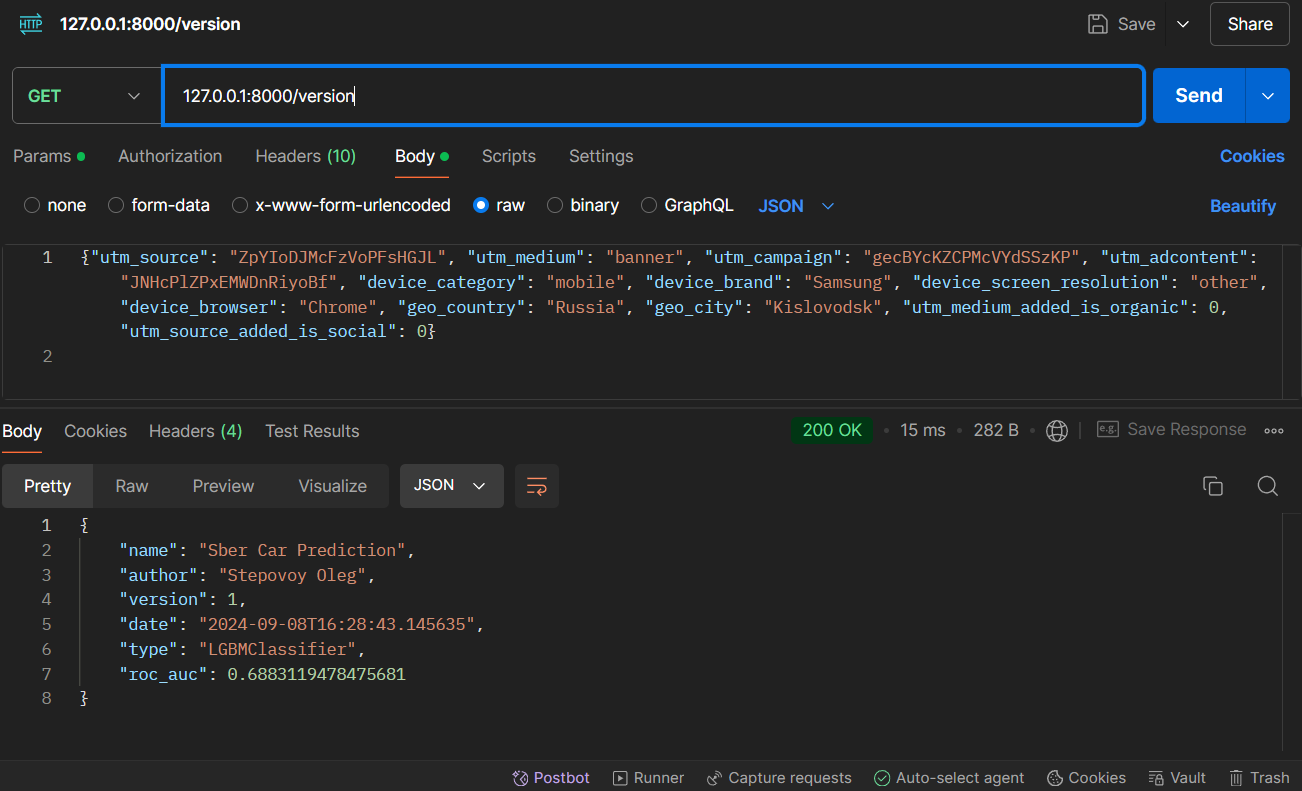 HTTP 127.0.0.1:8000/version Save Share
GET 127.0.0.1:8000/version Send
Params Authorization Headers (10) Body Scripts Settings Cookies
none form-data x-www-form-urlencoded raw binary GraphQL JSON Beautify
1 {"utm_source": "ZpYIoDJMcFzVoPFsHGJL", "utm_medium": "banner", "utm_campaign": "gecBYcKZCPMcVYdSSzKP", "utm_adcontent":
"JNHcPlZPxEMWDnRiyoBf", "device_category": "mobile", "device_brand": "Samsung", "device_screen_resolution": "other",
"device_browser": "Chrome", "geo_country": "Russia", "geo_city": "Kislovodsk", "utm_medium_added_is_organic": 0,
"utm_source_added_is_social": 0}
2
Body Cookies Headers (4) Test Results 200 OK • 15 ms • 282 B • e.g. Save Response
Pretty Raw Preview Visualize JSON
1 {
2 "name": "Sber Car Prediction",
3 "author": "Stepovoy Oleg",
4 "version": 1,
5 "date": "2024-09-08T16:28:43.145635",
6 "type": "LGBMClassifier",
7 "roc_auc": 0.6883119478475681
8 }
Postbot Runner Capture requests Auto-select agent Cookies Vault Trash